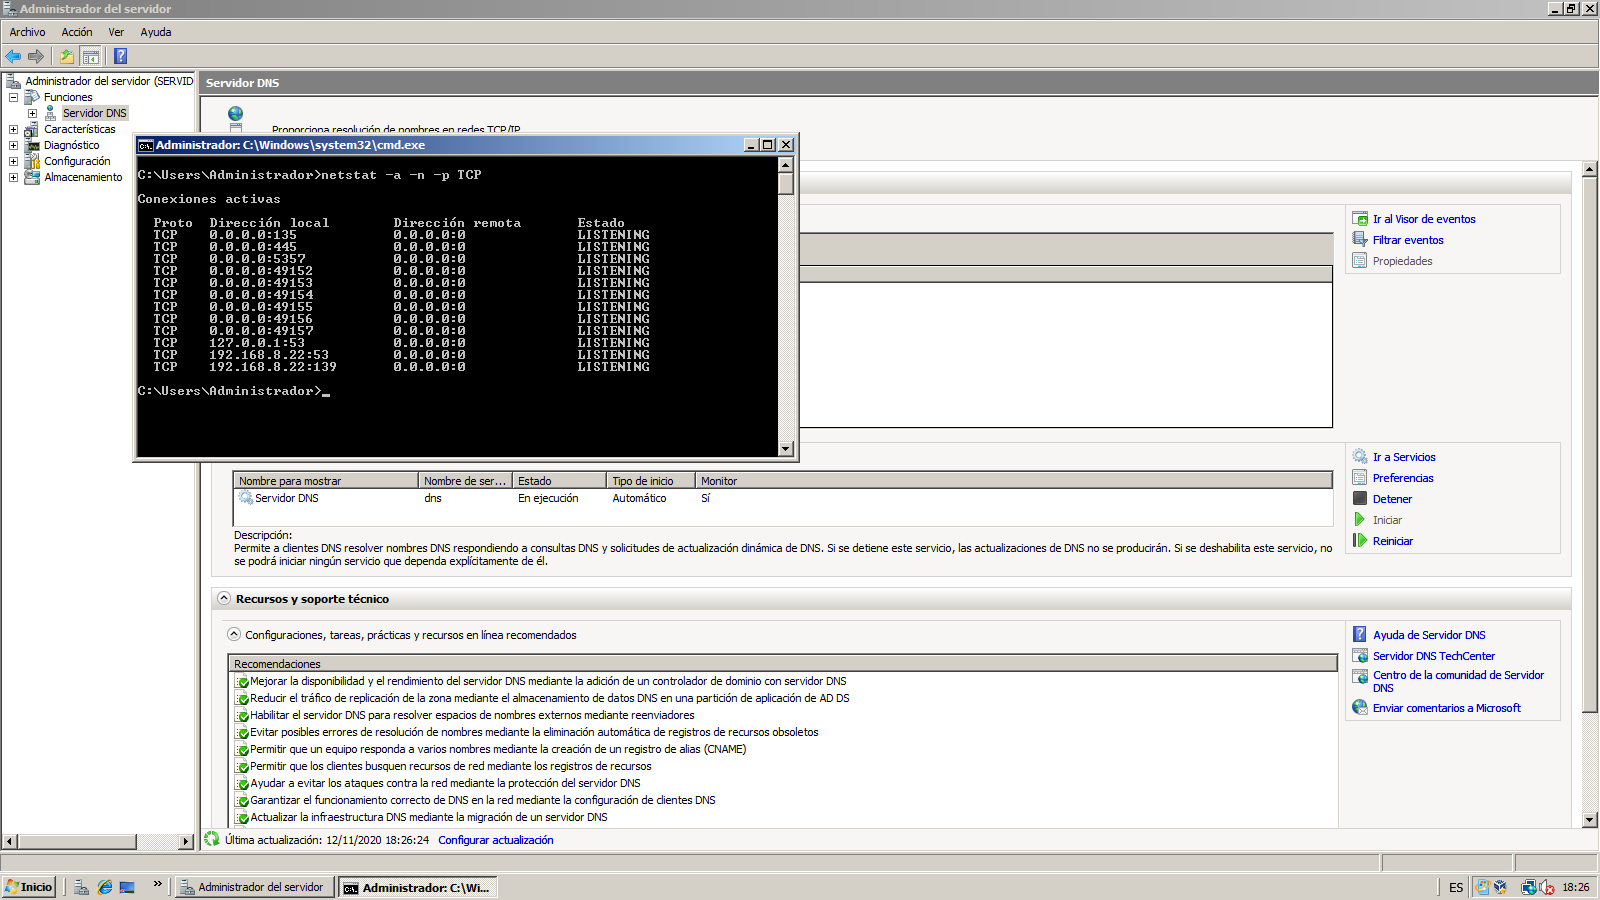 Administrador del servidor
Archivo Acción Ver Ayuda
Administrador del servidor (SERVID
Funciones
Servidor DNS
Características
Diagnóstico
Configuración
Almacenamiento
Servidor DNS
Proporciona resolución de nombres en redes TCP/IP
Administrador: C:\Windows\system32\cmd.exe
C:\Users\Administrador>netstat -a -n -p TCP
Conexiones activas
Proto Dirección local Dirección remota Estado
TCP 0.0.0.0:135 0.0.0.0:0 LISTENING
TCP 0.0.0.0:445 0.0.0.0:0 LISTENING
TCP 0.0.0.0:5357 0.0.0.0:0 LISTENING
TCP 0.0.0.0:49152 0.0.0.0:0 LISTENING
TCP 0.0.0.0:49153 0.0.0.0:0 LISTENING
TCP 0.0.0.0:49154 0.0.0.0:0 LISTENING
TCP 0.0.0.0:49155 0.0.0.0:0 LISTENING
TCP 0.0.0.0:49156 0.0.0.0:0 LISTENING
TCP 0.0.0.0:49157 0.0.0.0:0 LISTENING
TCP 127.0.0.1:53 0.0.0.0:0 LISTENING
TCP 192.168.8.22:53 0.0.0.0:0 LISTENING
TCP 192.168.8.22:139 0.0.0.0:0 LISTENING
C:\Users\Administrador>_
Ir al Visor de eventos
Filtrar eventos
Propiedades
Nombre para mostrar Nombre de ser... Estado Tipo de inicio Monitor
Servidor DNS dns En ejecución Automático Sí
Descripción:
Permite a clientes DNS resolver nombres DNS respondiendo a consultas DNS y solicitudes de actualización dinámica de DNS. Si se detiene este servicio, las actualizaciones de DNS no se producirán. Si se deshabilita este servicio, no
se podrá iniciar ningún servicio que dependa explícitamente de él.
Ir a Servicios
Preferencias
Detener
Iniciar
Reiniciar
Recursos y soporte técnico
Configuraciones, tareas, prácticas y recursos en línea recomendados
Recomendaciones
Mejorar la disponibilidad y el rendimiento del servidor DNS mediante la adición de un controlador de dominio con servidor DNS
Reducir el tráfico de replicación de la zona mediante el almacenamiento de datos DNS en una partición de aplicación de AD DS
Habilitar el servidor DNS para resolver espacios de nombres externos mediante reenviadores
Evitar posibles errores de resolución de nombres mediante la eliminación automática de registros de recursos obsoletos
Permitir que un equipo responda a varios nombres mediante la creación de un registro de alias (CNAME)
Permitir que los clientes busquen recursos de red mediante los registros de recursos
Ayudar a evitar los ataques contra la red mediante la protección del servidor DNS
Garantizar el funcionamiento correcto de DNS en la red mediante la configuración de clientes DNS
Actualizar la infraestructura DNS mediante la migración de un servidor DNS
Ayuda de Servidor DNS
Servidor DNS TechCenter
Centro de la comunidad de Servidor
DNS
Enviar comentarios a Microsoft
Última actualización: 12/11/2020 18:26:24 Configurar actualización
Inicio » Administrador del servidor Administrador: C:\Wi... ES 18:26